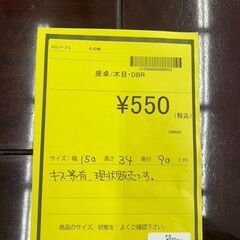 座卓/木目・DBR
¥550
(税込)
サイズ:幅 150 高さ 34 奥行 90 cm
キズ等有、現状販売です。
商品のサイズ、状態を よくご確認下さい。